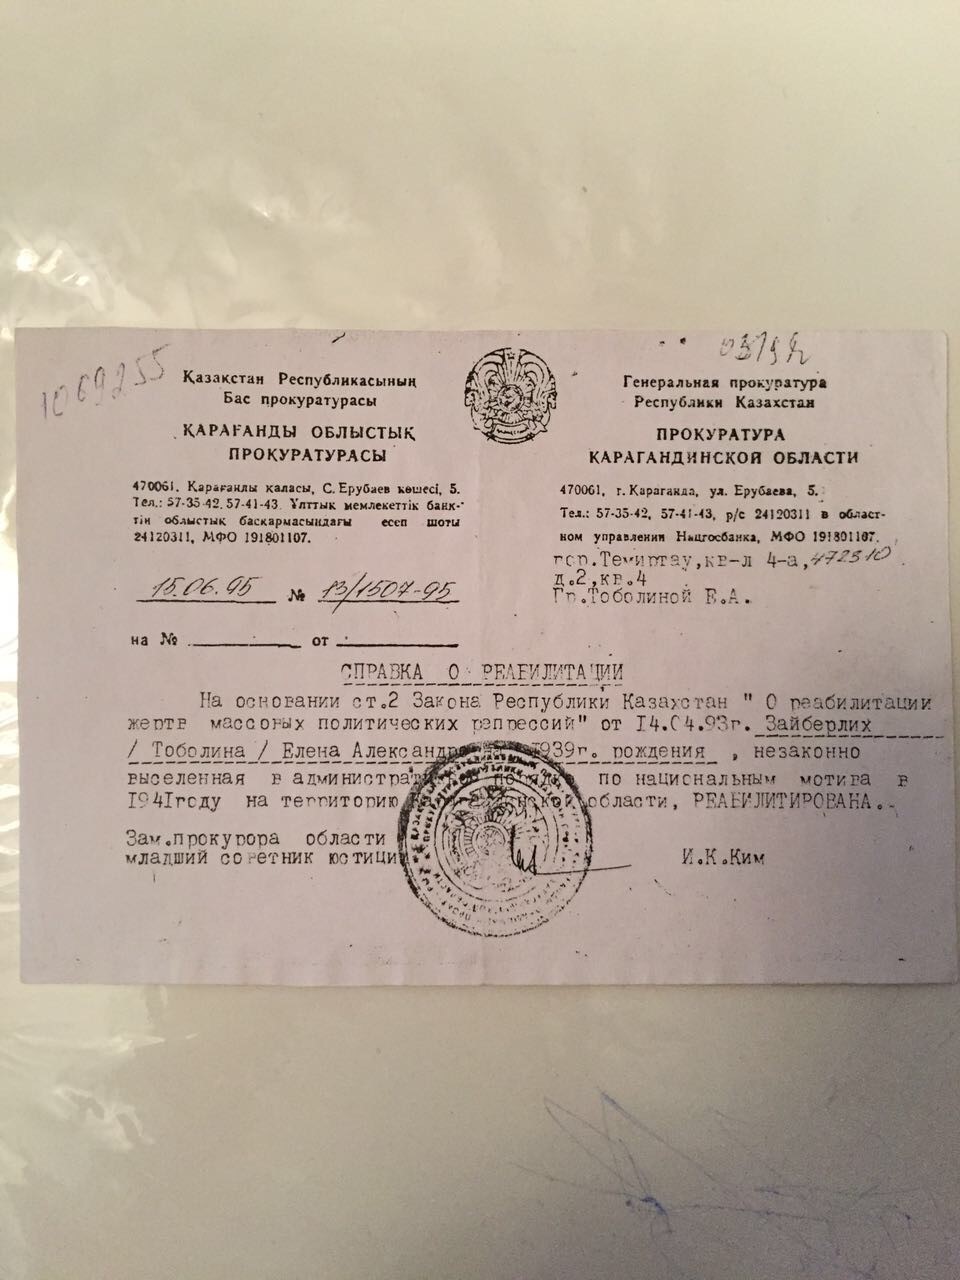 1069255
Қазақстан Республикасының
Бас прокуратурасы
ҚАРАҒАНДЫ ОБЛЫСТЫҚ
ПРОКУРАТУРАСЫ
470061, Қарағанлы қаласы, С. Ерубаев көшесі, 5.
Тел.: 57-35-42, 57-41-43. Ұлттық мемлекеттік банк-
тің облыстық басқармасындағы есеп шоты
24120311, МФО 191801107.
15.06.95 № 13/1507-95
на № от
Генеральная прокуратура
Республики Казахстан
ПРОКУРАТУРА
КАРАГАНДИНСКОЙ ОБЛАСТИ
470061, г. Караганда, ул. Ерубаева, 5.
Тел.: 57-35-42, 57-41-43, р/с 24120311 в област-
ном управлении Нацгосбанка, МФО 191801107.
гор.Темиртау,кв-л 4-а,472310
д.2,кв.4
Гр.Тоболиной Е.А.
СПРАВКА О РЕАБИЛИТАЦИИ
На основании ст.2 Закона Республики Казахстан " О реабилитации
жертв массовых политических репрессий" от 14.04.93г. Зайберлих
/ Тоболина / Елена 1939г. рождения , незаконно
выселенная в по национальным мотива в
1941году на территорию области, РЕАБИЛИТИРОВАНА.
Зам.прокурора области
младший советник юстиции И.К.Ким